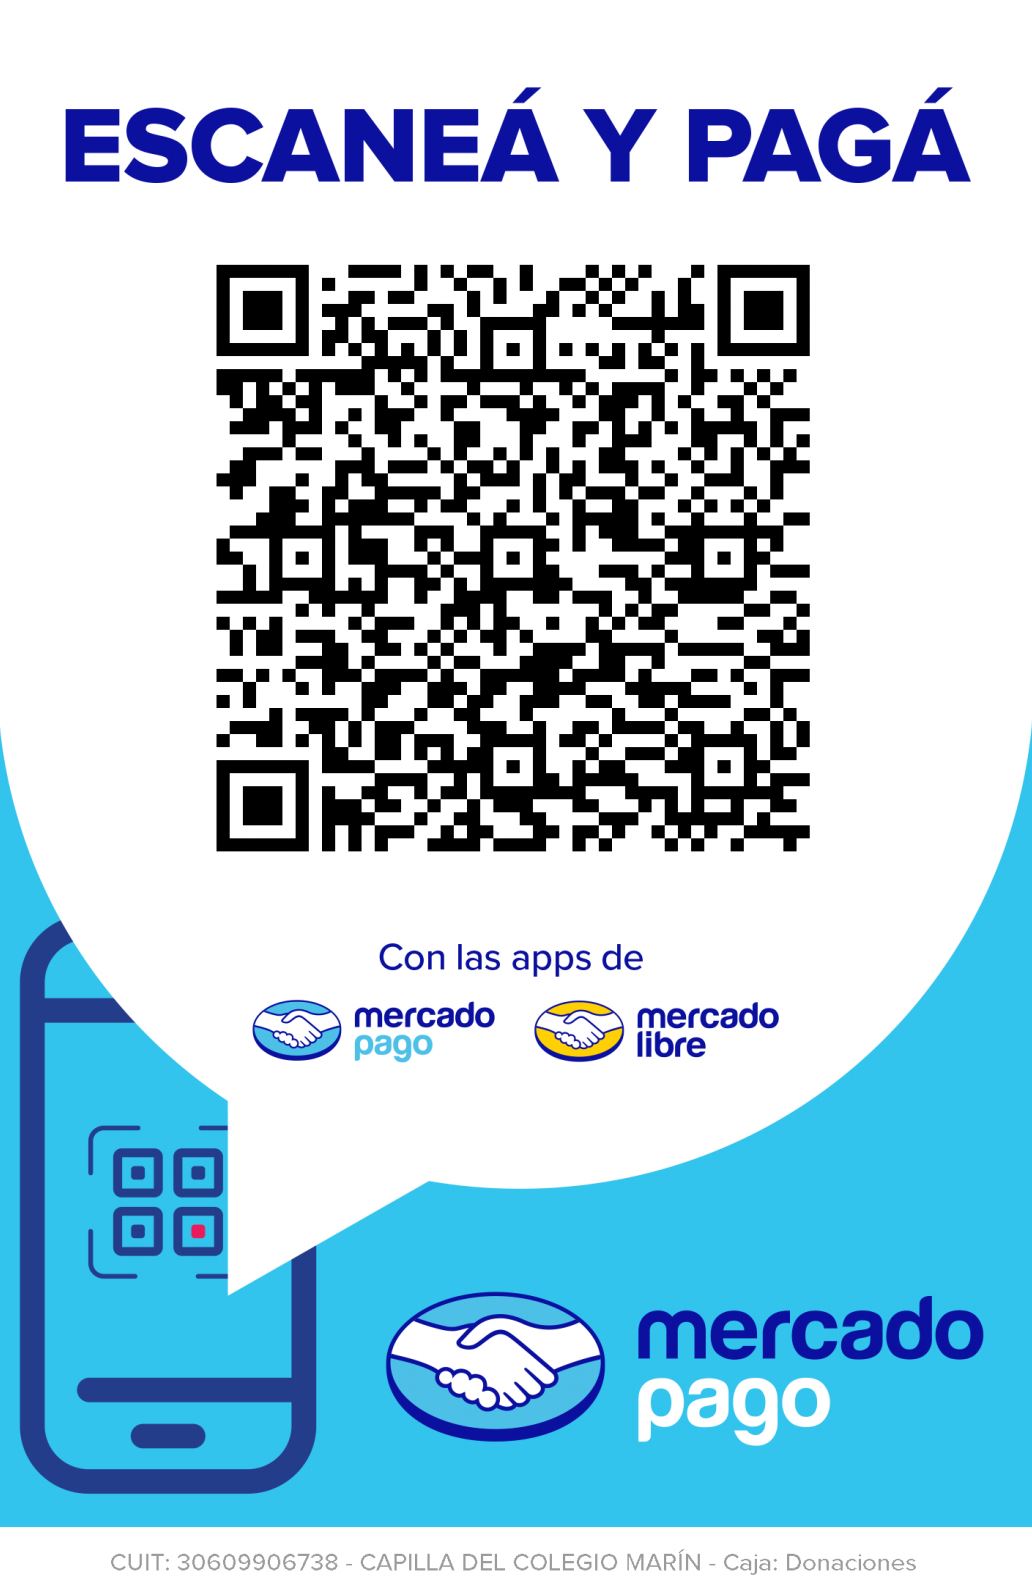 ESCANEÁ Y PAGÁ
Con las apps de
mercado
pago
mercado
libre
mercado
pago
CUIT: 30609906738 - CAPILLA DEL COLEGIO MARÍN - Caja: Donaciones